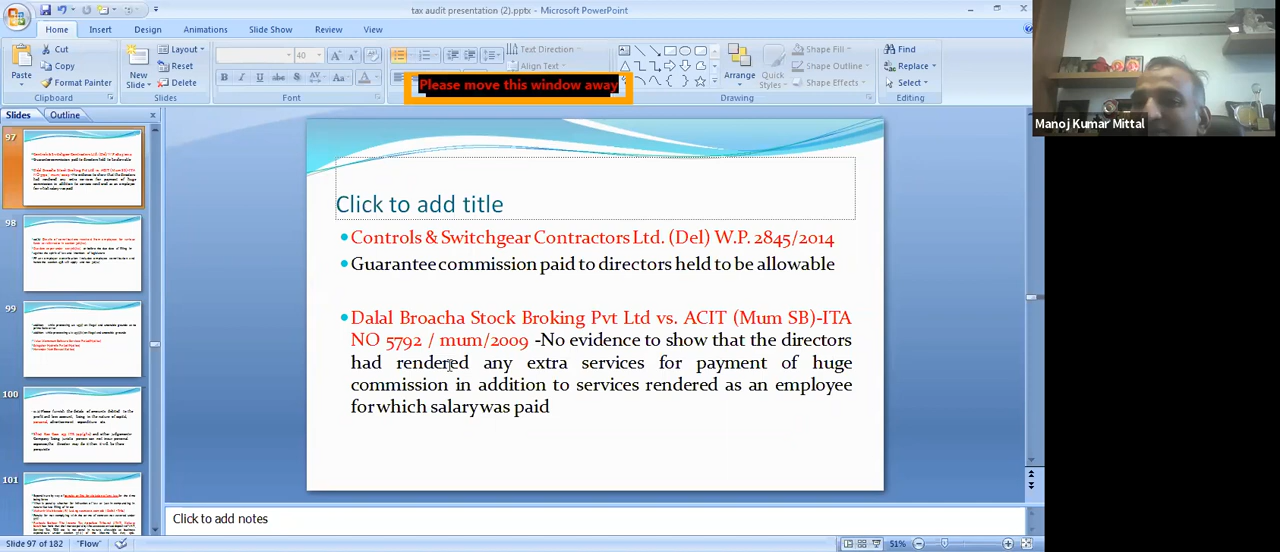 tax audit presentation (2).pptx - Microsoft PowerPoint
Home Insert Design Slide Show Animations Review View
Cut
Copy
Format Painter
Paste
Clipboard
New
Slide
Layout
Reset
Delete
Slides
Font
Text Direction
Align Text
Please move this window away
Arrange
Quick
Styles
Shape Fill
Shape Outline
Shape Effects
Drawing
Find
Replace
Select
Editing
Manoj Kumar Mittal
Slides Outline
97
98
99
100
101
Click to add title
Controls & Switchgear Contractors Ltd. (Del) W.P. 2845/2014
Guarantee commission paid to directors held to be allowable
Dalal Broacha Stock Broking Pvt Ltd vs. ACIT (Mum SB)-ITA
NO 5792 / mum/2009 -No evidence to show that the directors
had rendered any extra services for payment of huge
commission in addition to services rendered as an employee
for which salary was paid
Click to add notes
Slide 97 of 182 "Flow" 51%